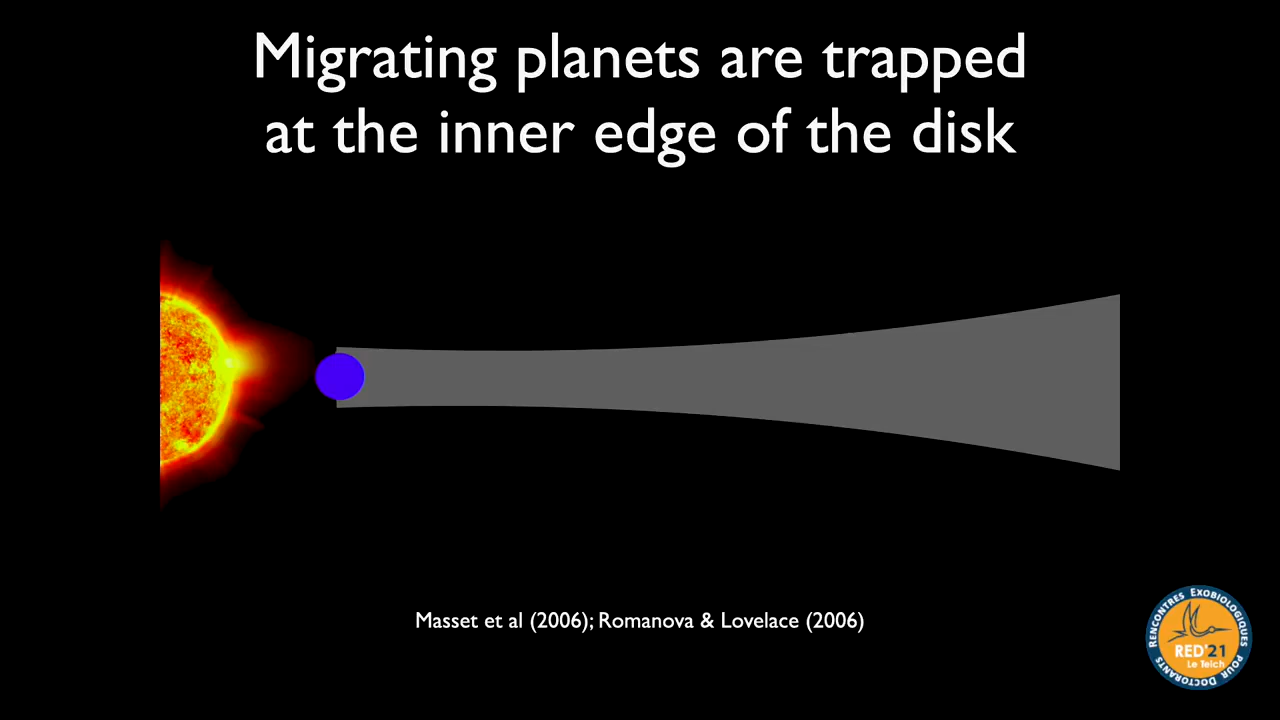 Migrating planets are trapped
at the inner edge of the disk
Masset et al (2006); Romanova & Lovelace (2006)
RENCONTRES EXOBIOLOGIQUES
POUR DOCTORANTS
RED'21
Le Teich